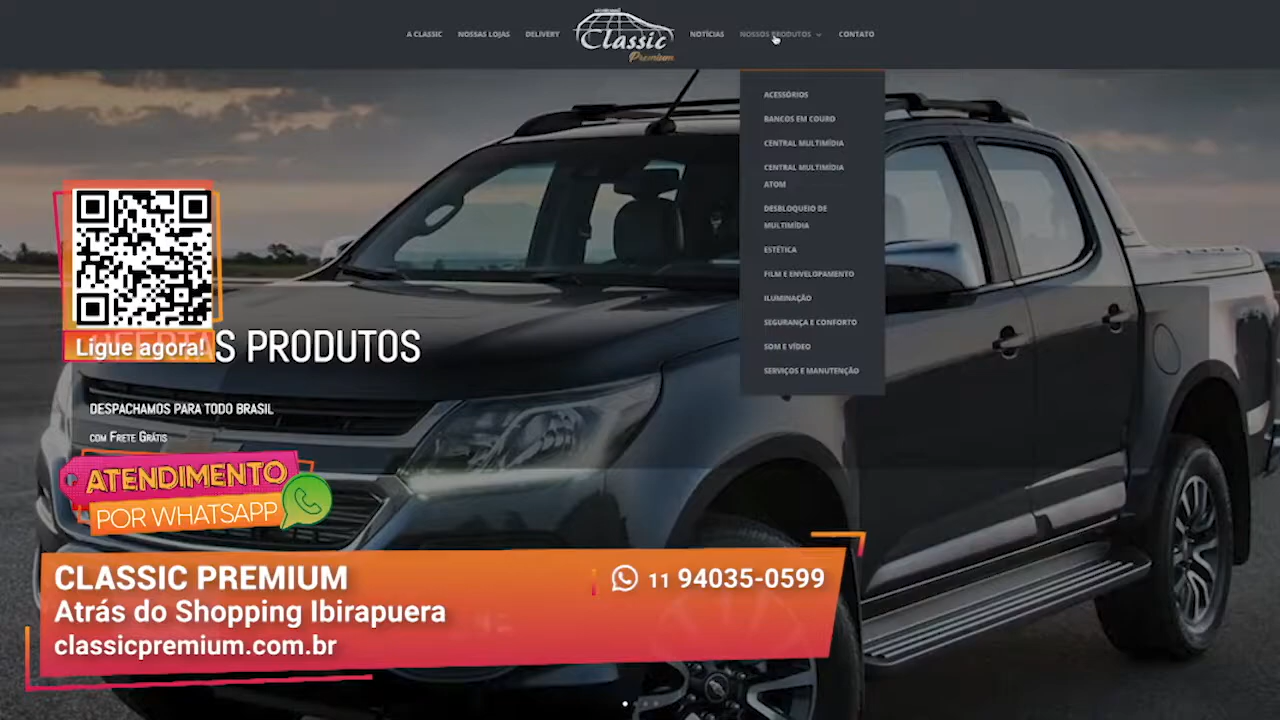 A CLASSIC
NOSSAS LOJAS
DELIVERY
Classic
Premium
NOTÍCIAS
NOSSOS PRODUTOS
CONTATO
ACESSÓRIOS
BANCOS EM COURO
CENTRAL MULTIMÍDIA
CENTRAL MULTIMÍDIA
ATOM
DESBLOQUEIO DE
MULTIMÍDIA
ESTÉTICA
FILM E ENVELOPAMENTO
ILUMINAÇÃO
SEGURANÇA E CONFORTO
SOM E VÍDEO
SERVIÇOS E MANUTENÇÃO
Ligue agora!
OFERTAS PRODUTOS
DESPACHAMOS PARA TODO BRASIL
COM FRETE GRÁTIS
ATENDIMENTO
POR WHATSAPP
CLASSIC PREMIUM
11 94035-0599
Atrás do Shopping Ibirapuera
classicpremium.com.br